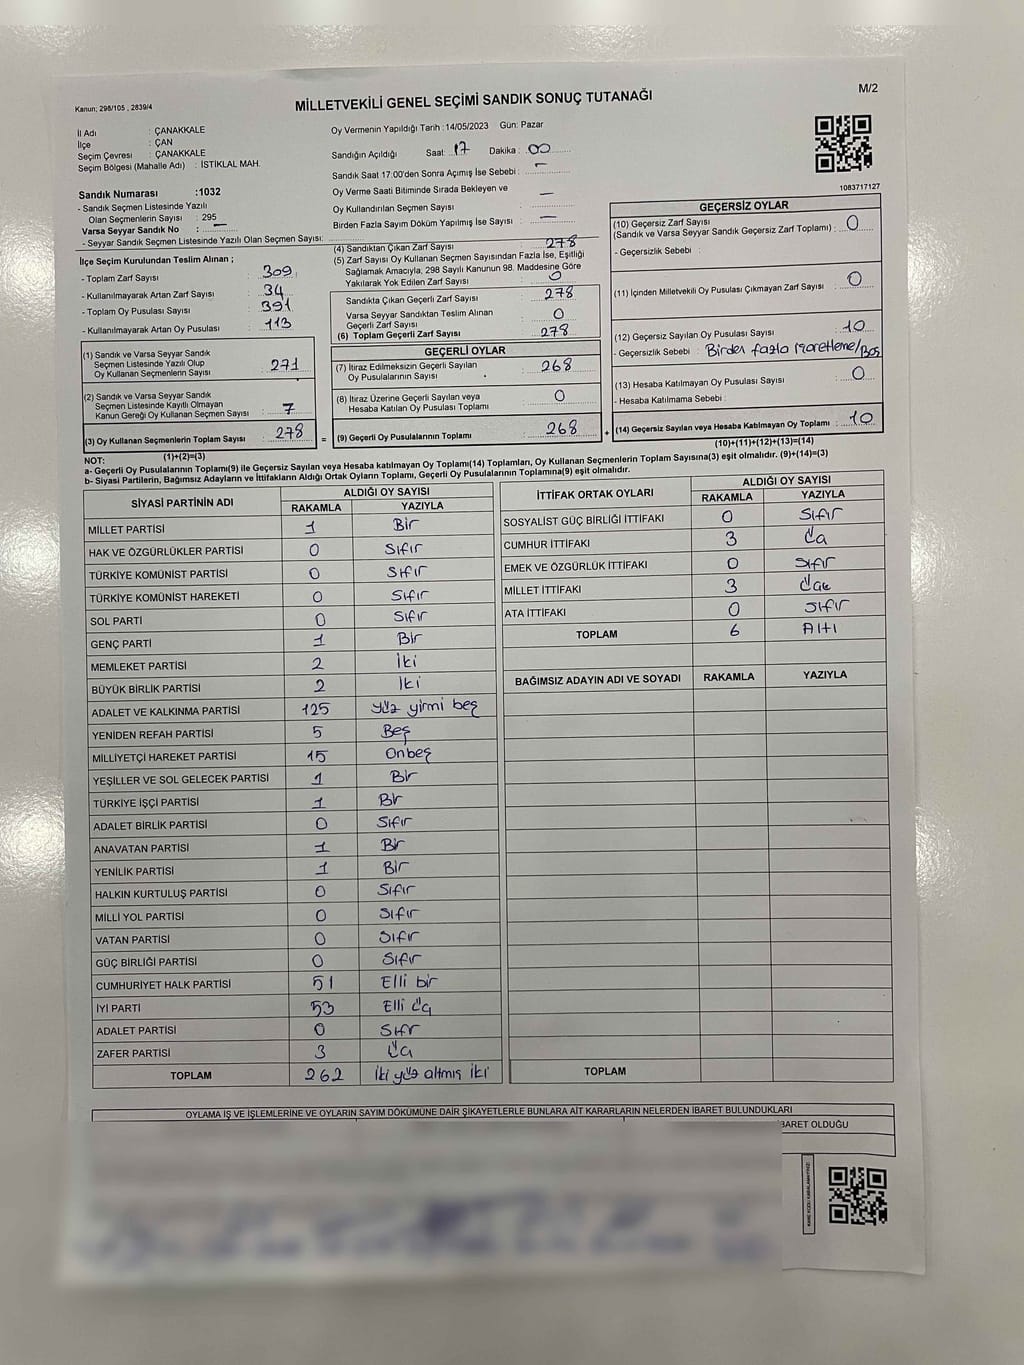 Kanun: 298/105 , 2839/4
MİLLETVEKİLİ GENEL SEÇİMİ SANDIK SONUÇ TUTANAĞI
M/2
İl Adı : ÇANAKKALE
İlçe : ÇAN
Seçim Çevresi : ÇANAKKALE
Seçim Bölgesi (Mahalle Adı) : İSTİKLAL MAH.
Oy Vermenin Yapıldığı Tarih : 14/05/2023 Gün: Pazar
Sandığın Açıldığı Saat: 17 Dakika : 00
Sandık Saat 17:00'den Sonra Açımış İse Sebebi : —
Oy Verme Saati Bitiminde Sırada Bekleyen ve
Oy Kullandırılan Seçmen Sayısı —
Birden Fazla Sayım Döküm Yapılmış İse Sayısı : —
1083717127
Sandık Numarası :1032
- Sandık Seçmen Listesinde Yazılı
Olan Seçmenlerin Sayısı : 295
Varsa Seyyar Sandık No : —
- Seyyar Sandık Seçmen Listesinde Yazılı Olan Seçmen Sayısı:
İlçe Seçim Kurulundan Teslim Alınan ;
- Toplam Zarf Sayısı : 309
- Kullanılmayarak Artan Zarf Sayısı : 34
- Toplam Oy Pusulası Sayısı : 391
- Kullanılmayarak Artan Oy Pusulası : 113
(1) Sandık ve Varsa Seyyar Sandık
Seçmen Listesinde Yazılı Olup
Oy Kullanan Seçmenlerin Sayısı : 271
(2) Sandık ve Varsa Seyyar Sandık
Seçmen Listesinde Kayıtlı Olmayan
Kanun Gereği Oy Kullanan Seçmen Sayısı : 7
(3) Oy Kullanan Seçmenlerin Toplam Sayısı : 278
(1)+(2)=(3)
(4) Sandıktan Çıkan Zarf Sayısı : 278
(5) Zarf Sayısı Oy Kullanan Seçmen Sayısından Fazla İse, Eşitliği
Sağlamak Amacıyla, 298 Sayılı Kanunun 98. Maddesine Göre
Yakılarak Yok Edilen Zarf Sayısı : 0
Sandıkta Çıkan Geçerli Zarf Sayısı : 278
Varsa Seyyar Sandıktan Teslim Alınan
Geçerli Zarf Sayısı : 0
(6) Toplam Geçerli Zarf Sayısı : 278
GEÇERLİ OYLAR
(7) İtiraz Edilmeksizin Geçerli Sayılan
Oy Pusulalarının Sayısı : 268
(8) İtiraz Üzerine Geçerli Sayılan veya
Hesaba Katılan Oy Pusulası Toplamı : 0
= (9) Geçerli Oy Pusulalarının Toplamı : 268
GEÇERSİZ OYLAR
(10) Geçersiz Zarf Sayısı
(Sandık ve Varsa Seyyar Sandık Geçersiz Zarf Toplamı) : 0
- Geçersizlik Sebebi :
(11) İçinden Milletvekili Oy Pusulası Çıkmayan Zarf Sayısı : 0
(12) Geçersiz Sayılan Oy Pusulası Sayısı : 10
- Geçersizlik Sebebi : Birden fazla işaretleme/Boş
(13) Hesaba Katılmayan Oy Pusulası Sayısı : 0
- Hesaba Katılmama Sebebi :
+ (14) Geçersiz Sayılan veya Hesaba Katılmayan Oy Toplamı : 10
(10)+(11)+(12)+(13)=(14)
NOT:
a- Geçerli Oy Pusulalarının Toplamı(9) ile Geçersiz Sayılan veya Hesaba katılmayan Oy Toplamı(14) Toplamları, Oy Kullanan Seçmenlerin Toplam Sayısına(3) eşit olmalıdır. (9)+(14)=(3)
b- Siyasi Partilerin, Bağımsız Adayların ve İttifakların Aldığı Ortak Oyların Toplamı, Geçerli Oy Pusulalarının Toplamına(9) eşit olmalıdır.
SİYASİ PARTİNİN ADI ALDIĞI OY SAYISI
RAKAMLA YAZIYLA
MİLLET PARTİSİ 1 Bir
HAK VE ÖZGÜRLÜKLER PARTİSİ 0 Sıfır
TÜRKİYE KOMÜNİST PARTİSİ 0 Sıfır
TÜRKİYE KOMÜNİST HAREKETİ 0 Sıfır
SOL PARTİ 0 Sıfır
GENÇ PARTİ 1 Bir
MEMLEKET PARTİSİ 2 İki
BÜYÜK BİRLİK PARTİSİ 2 İki
ADALET VE KALKINMA PARTİSİ 125 yüz yirmi beş
YENİDEN REFAH PARTİSİ 5 Beş
MİLLİYETÇİ HAREKET PARTİSİ 15 Onbeş
YEŞİLLER VE SOL GELECEK PARTİSİ 1 Bir
TÜRKİYE İŞÇİ PARTİSİ 1 Bir
ADALET BİRLİK PARTİSİ 0 Sıfır
ANAVATAN PARTİSİ 1 Bir
YENİLİK PARTİSİ 1 Bir
HALKIN KURTULUŞ PARTİSİ 0 Sıfır
MİLLİ YOL PARTİSİ 0 Sıfır
VATAN PARTİSİ 0 Sıfır
GÜÇ BİRLİĞİ PARTİSİ 0 Sıfır
CUMHURİYET HALK PARTİSİ 51 Elli bir
İYİ PARTİ 53 Elli üç
ADALET PARTİSİ 0 Sıfır
ZAFER PARTİSİ 3 üç
TOPLAM 262 iki yüz altmış iki
İTTİFAK ORTAK OYLARI ALDIĞI OY SAYISI
RAKAMLA YAZIYLA
SOSYALİST GÜÇ BİRLİĞİ İTTİFAKI 0 Sıfır
CUMHUR İTTİFAKI 3 üç
EMEK VE ÖZGÜRLÜK İTTİFAKI 0 Sıfır
MİLLET İTTİFAKI 3
ATA İTTİFAKI 0 Sıfır
TOPLAM 6 Altı
BAĞIMSIZ ADAYIN ADI VE SOYADI RAKAMLA YAZIYLA
TOPLAM
OYLAMA İŞ VE İŞLEMLERİNE VE OYLARIN SAYIM DÖKÜMÜNE DAİR ŞİKAYETLERLE BUNLARA AİT KARARLARIN NELERDEN İBARET BULUNDUKLARI
BARET OLDUĞU